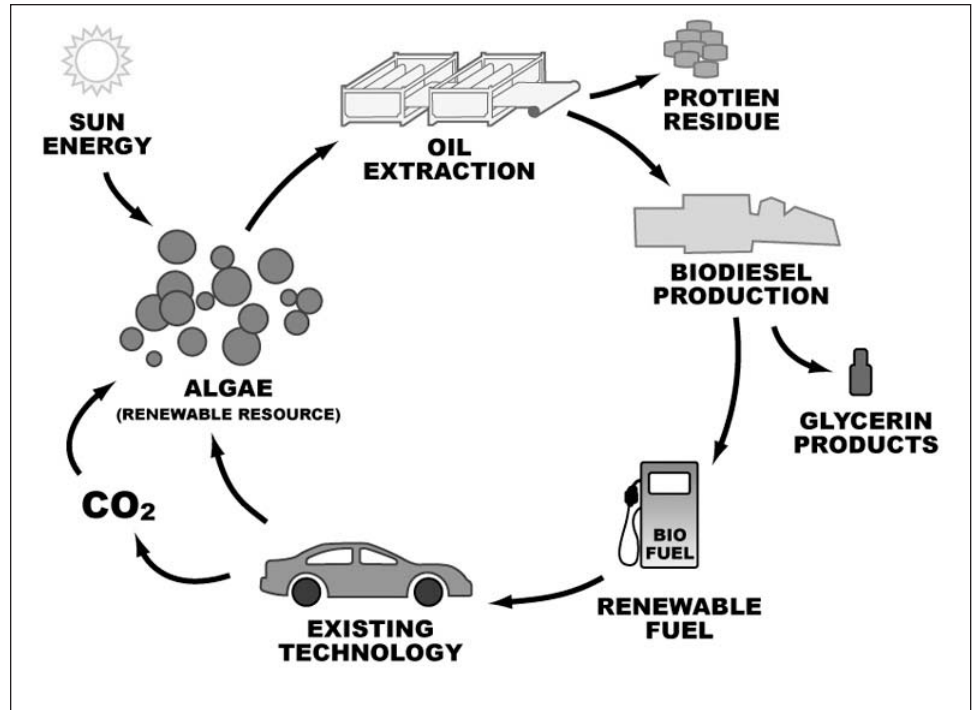 SUN
ENERGY
OIL
EXTRACTION
PROTIEN
RESIDUE
BIODIESEL
PRODUCTION
GLYCERIN
PRODUCTS
BIO
FUEL
RENEWABLE
FUEL
EXISTING
TECHNOLOGY
CO₂
ALGAE
(RENEWABLE RESOURCE)